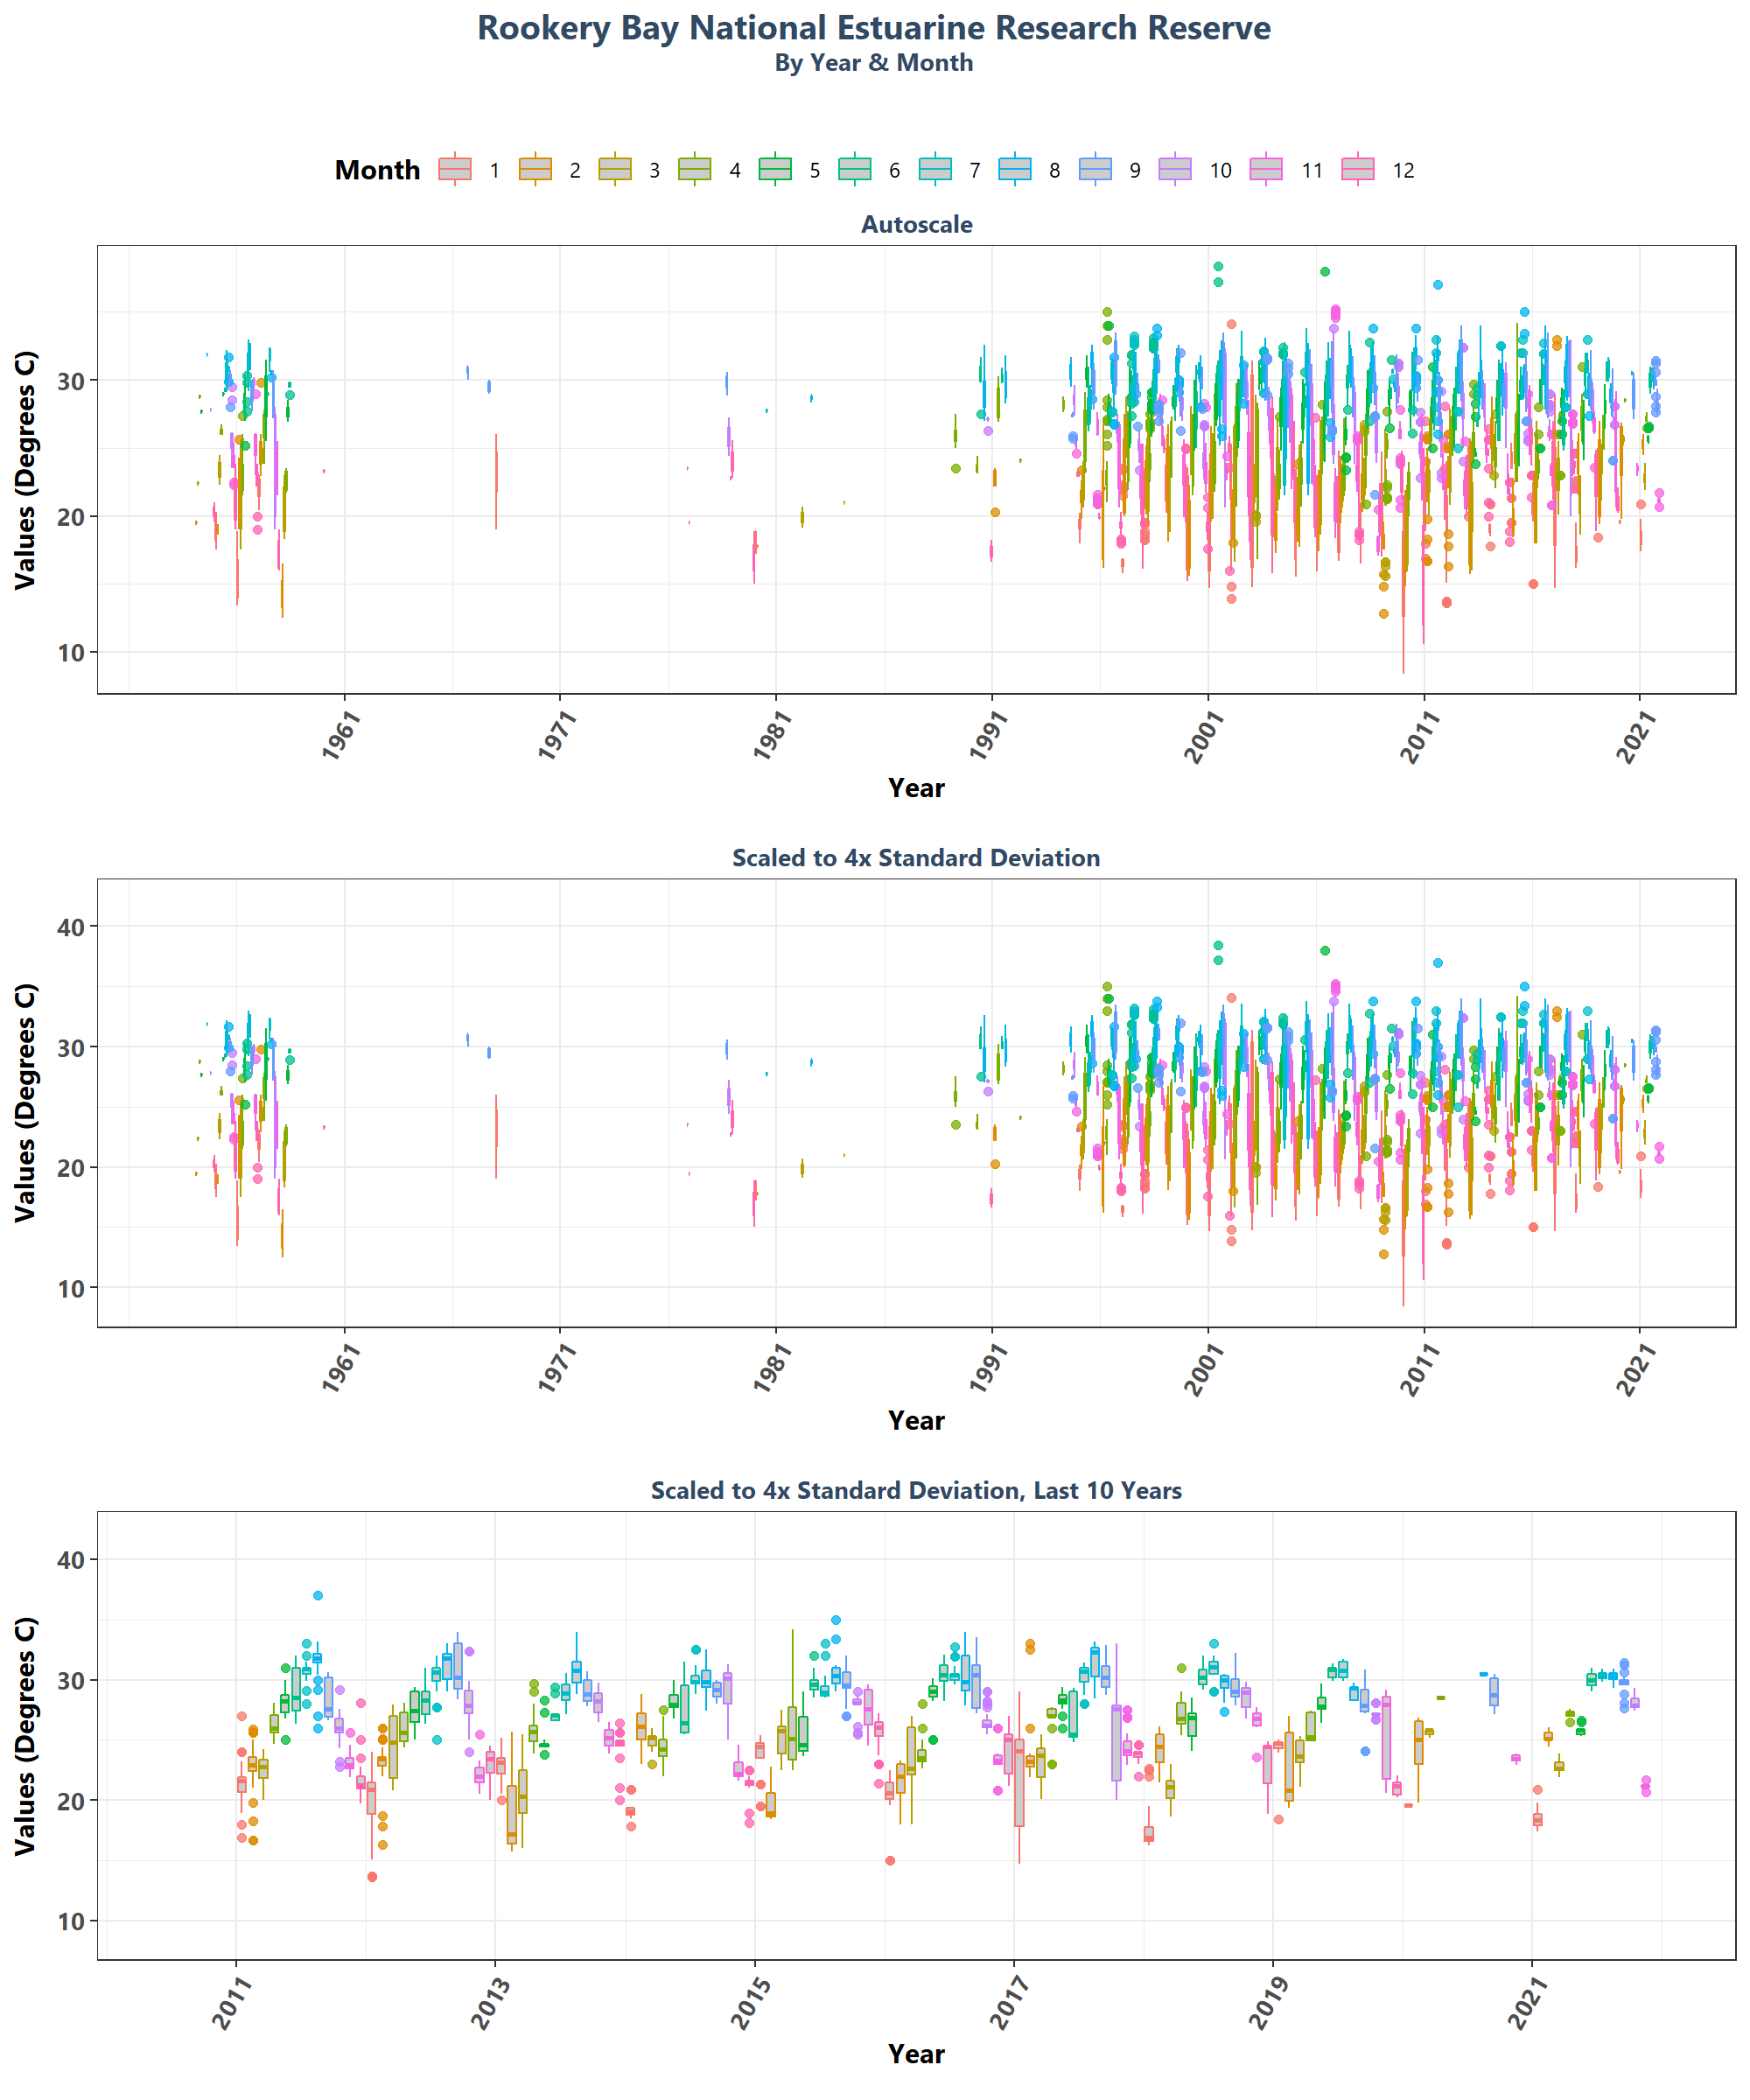 Rookery Bay National Estuarine Research Reserve
By Year & Month
Month 1 2 3 4 5 6 7 8 9 10 11 12
Autoscale
Values (Degrees C)
30
20
10
1961 1971 1981 1991 2001 2011 2021
Year
Scaled to 4x Standard Deviation
Values (Degrees C)
40
30
20
10
1961 1971 1981 1991 2001 2011 2021
Year
Scaled to 4x Standard Deviation, Last 10 Years
Values (Degrees C)
40
30
20
10
2011 2013 2015 2017 2019 2021
Year